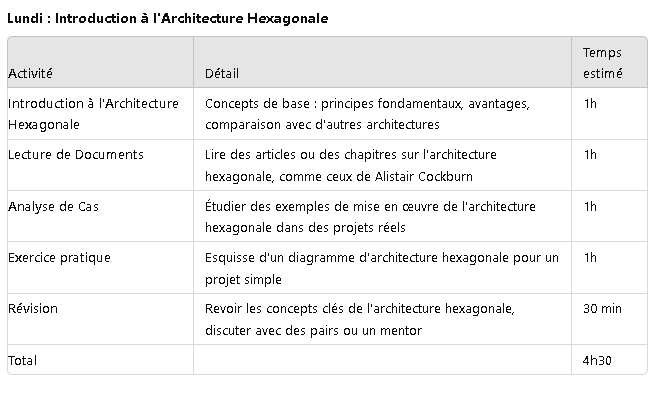 Lundi : Introduction à l'Architecture Hexagonale
Temps
estimé
Activité
Détail
Introduction à l'Architecture
Hexagonale
Concepts de base : principes fondamentaux, avantages,
comparaison avec d'autres architectures
1h
Lecture de Documents
Lire des articles ou des chapitres sur l'architecture
hexagonale, comme ceux de Alistair Cockburn
1h
Analyse de Cas
Étudier des exemples de mise en œuvre de l'architecture
hexagonale dans des projets réels
1h
Exercice pratique
Esquisse d'un diagramme d'architecture hexagonale pour un
projet simple
1h
Révision
Revoir les concepts clés de l'architecture hexagonale,
discuter avec des pairs ou un mentor
30 min
Total
4h30